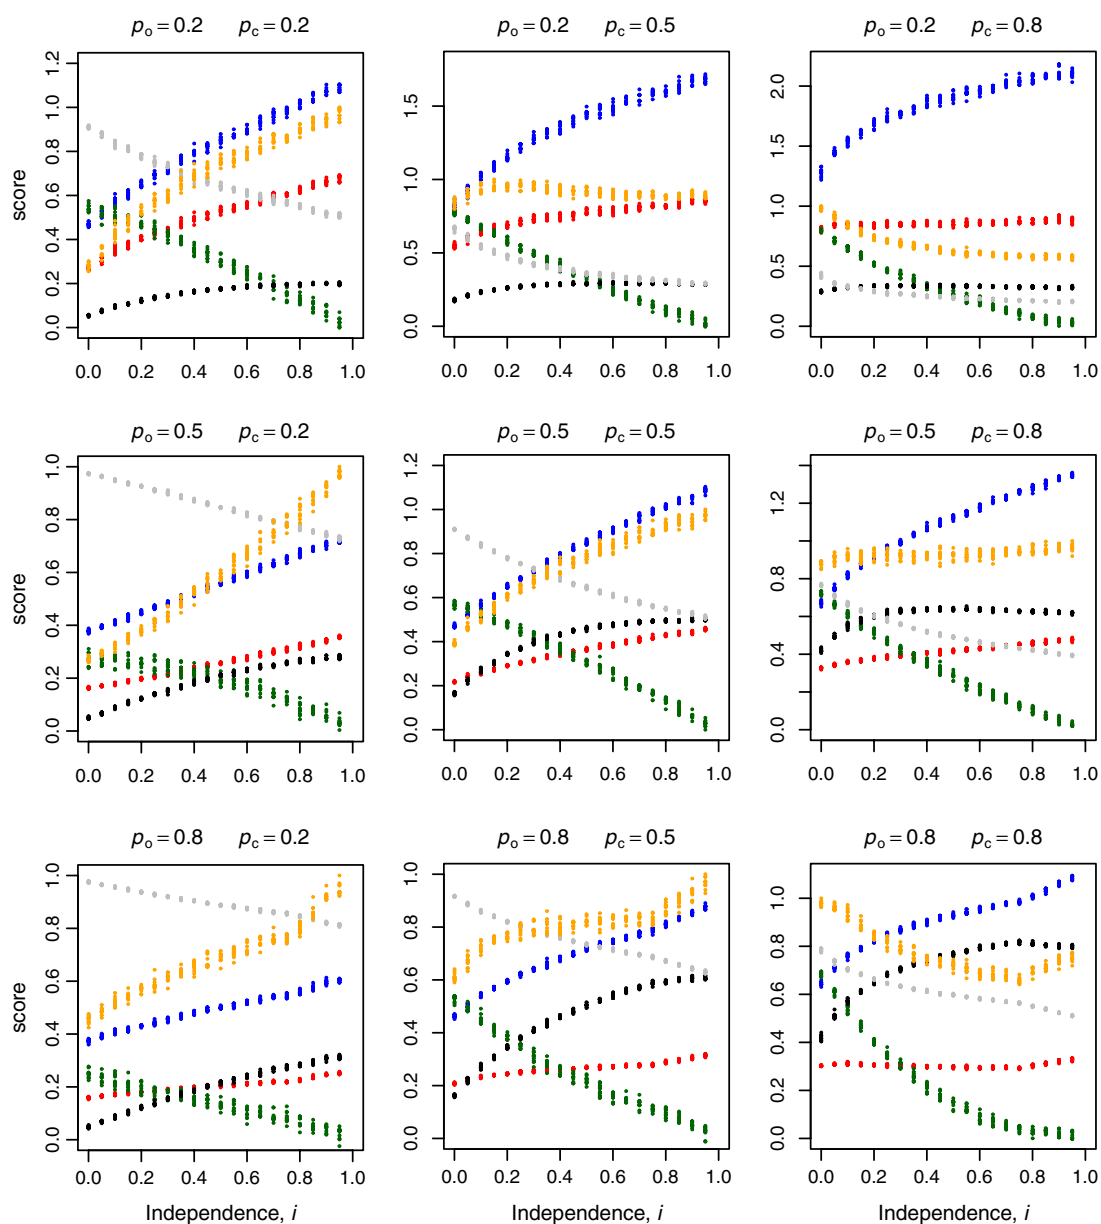 pₒ = 0.2 p_c = 0.2
pₒ = 0.2 p_c = 0.5
pₒ = 0.2 p_c = 0.8
score
0.0 0.2 0.4 0.6 0.8 1.0 1.2
0.0 0.2 0.4 0.6 0.8 1.0
0.0 0.5 1.0 1.5
0.0 0.2 0.4 0.6 0.8 1.0
0.0 0.5 1.0 1.5 2.0
0.0 0.2 0.4 0.6 0.8 1.0
pₒ = 0.5 p_c = 0.2
pₒ = 0.5 p_c = 0.5
pₒ = 0.5 p_c = 0.8
score
0.0 0.2 0.4 0.6 0.8 1.0
0.0 0.2 0.4 0.6 0.8 1.0
0.0 0.2 0.4 0.6 0.8 1.0 1.2
0.0 0.2 0.4 0.6 0.8 1.0
0.0 0.4 0.8 1.2
0.0 0.2 0.4 0.6 0.8 1.0
pₒ = 0.8 p_c = 0.2
pₒ = 0.8 p_c = 0.5
pₒ = 0.8 p_c = 0.8
score
0.0 0.2 0.4 0.6 0.8 1.0
0.0 0.2 0.4 0.6 0.8 1.0
Independence, i
0.0 0.2 0.4 0.6 0.8 1.0
0.0 0.2 0.4 0.6 0.8 1.0
Independence, i
0.0 0.2 0.4 0.6 0.8 1.0
0.0 0.2 0.4 0.6 0.8 1.0
Independence, i